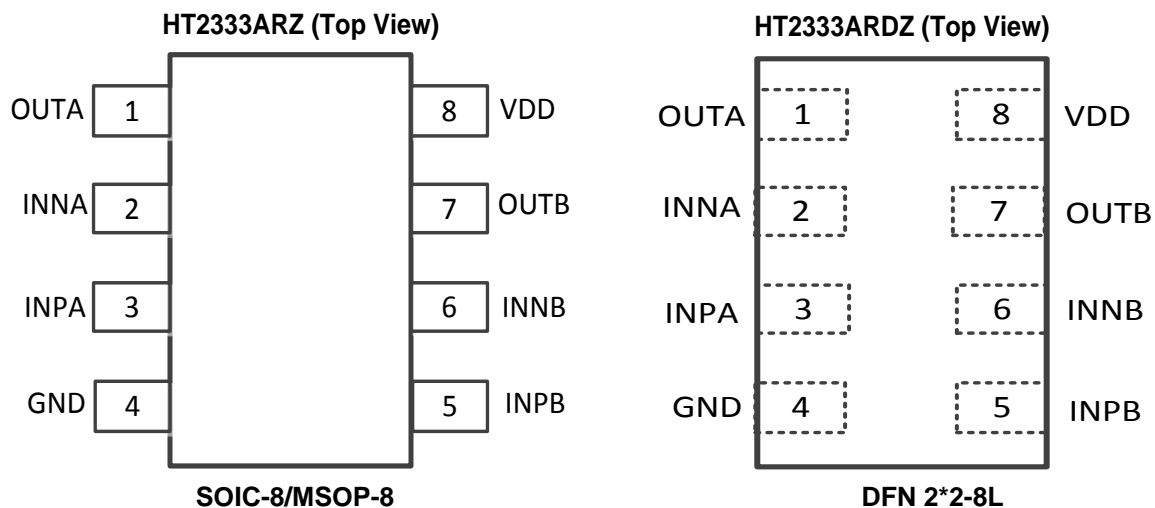 HT2333ARZ (Top View)
OUTA 1 8 VDD
INNA 2 7 OUTB
INPA 3 6 INNB
GND 4 5 INPB
SOIC-8/MSOP-8
HT2333ARDZ (Top View)
OUTA 1 8 VDD
INNA 2 7 OUTB
INPA 3 6 INNB
GND 4 5 INPB
DFN 2*2-8L